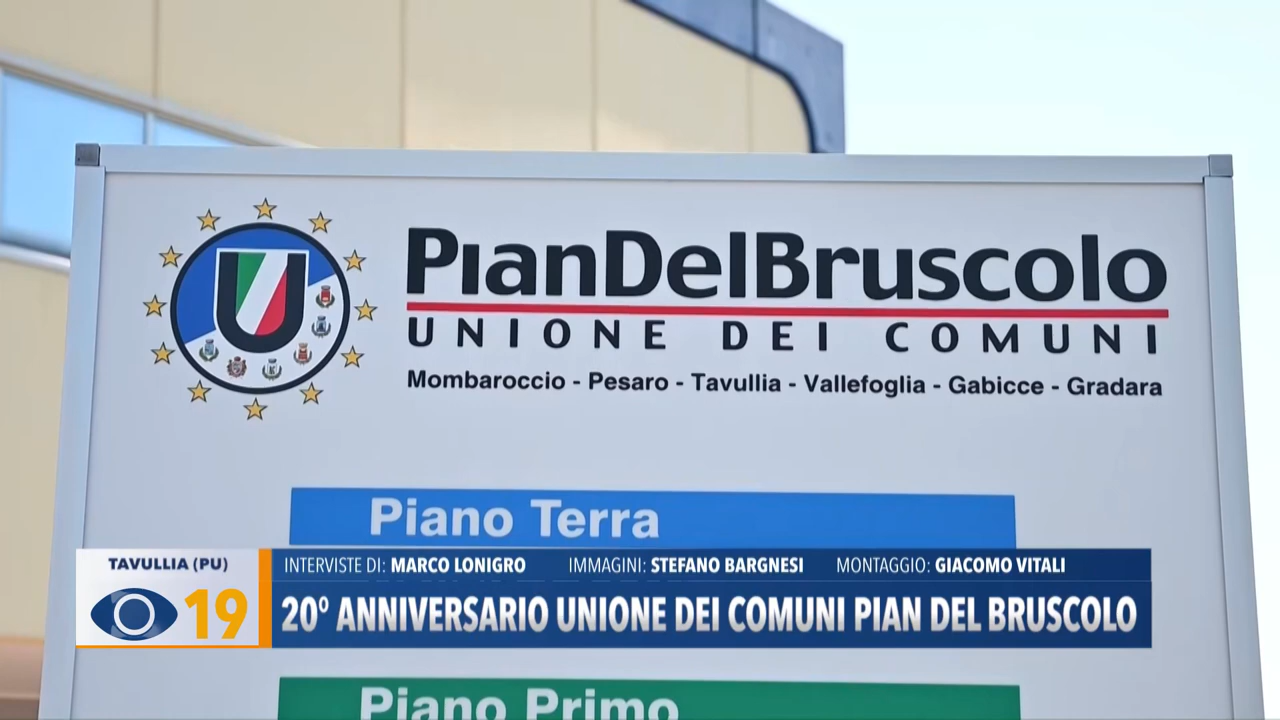 U
PianDelBruscolo
UNIONE DEI COMUNI
Mombaroccio - Pesaro - Tavullia - Vallefoglia - Gabicce - Gradara
Piano Terra
TAVULLIA (PU)
INTERVISTE DI: MARCO LONIGRO IMMAGINI: STEFANO BARGNESI MONTAGGIO: GIACOMO VITALI
19
20º ANNIVERSARIO UNIONE DEI COMUNI PIAN DEL BRUSCOLO
Piano Primo